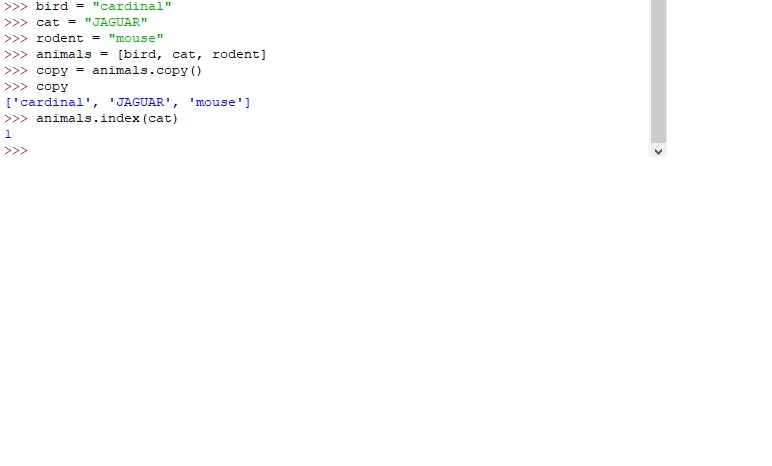 >>> bird = "cardinal"
>>> cat = "JAGUAR"
>>> rodent = "mouse"
>>> animals = [bird, cat, rodent]
>>> copy = animals.copy()
>>> copy
['cardinal', 'JAGUAR', 'mouse']
>>> animals.index(cat)
1
>>>